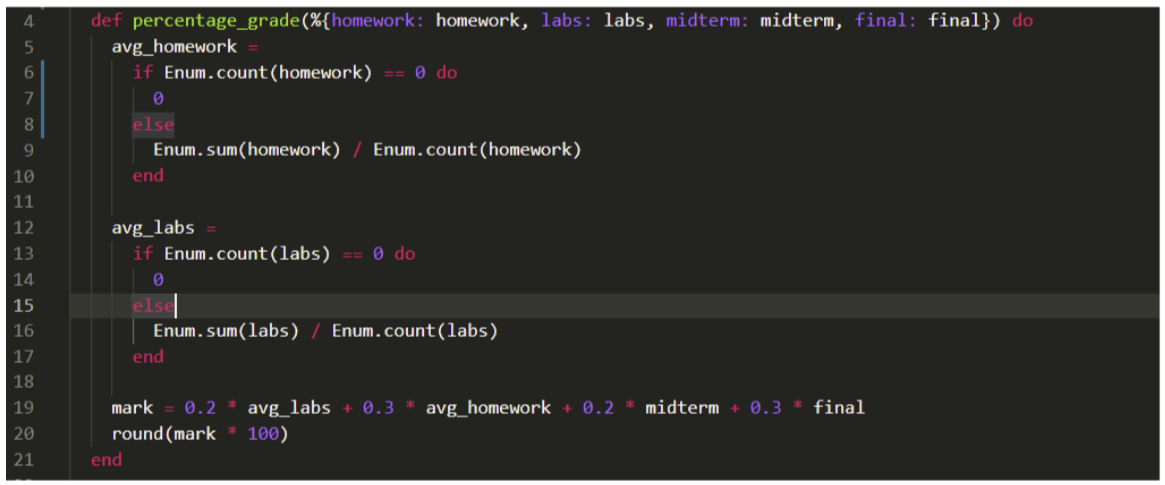 4 def percentage_grade(%{homework: homework, labs: labs, midterm: midterm, final: final}) do
5 avg_homework =
6 if Enum.count(homework) == 0 do
7 0
8 else
9 Enum.sum(homework) / Enum.count(homework)
10 end
11
12 avg_labs =
13 if Enum.count(labs) == 0 do
14 0
15 else
16 Enum.sum(labs) / Enum.count(labs)
17 end
18
19 mark = 0.2 * avg_labs + 0.3 * avg_homework + 0.2 * midterm + 0.3 * final
20 round(mark * 100)
21 end